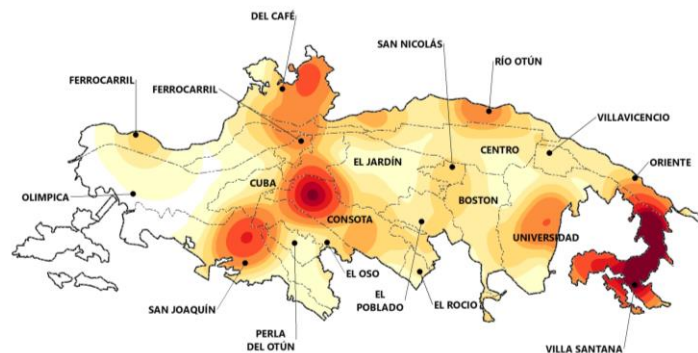 DEL CAFÉ
SAN NICOLÁS
RÍO OTÚN
FERROCARRIL
FERROCARRIL
VILLAVICENCIO
EL JARDÍN
CENTRO
ORIENTE
CUBA
OLIMPICA
BOSTON
CONSOTA
UNIVERSIDAD
EL OSO
SAN JOAQUÍN
EL
POBLADO
EL ROCIO
PERLA
DEL OTÚN
VILLA SANTANA